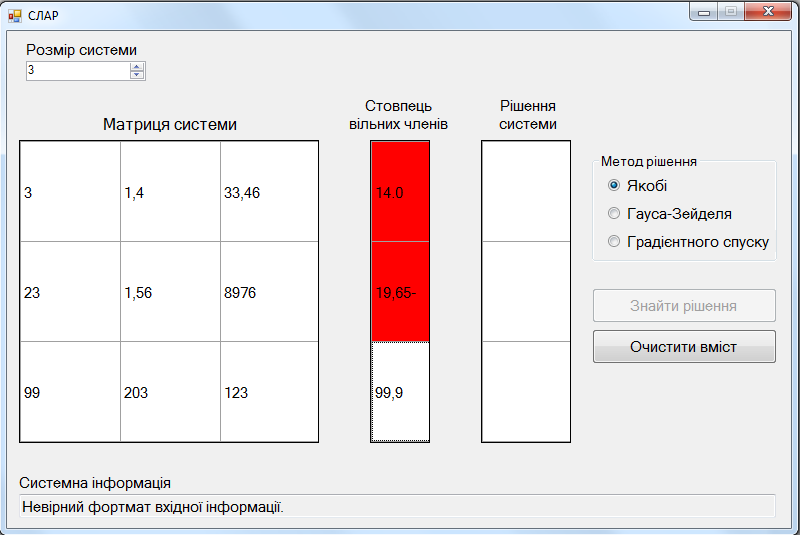 СЛАР
Розмір системи
3
Матриця системи
Стовпець
вільних членів
Рішення
системи
3 1,4 33,46 14.0
23 1,56 8976 19,65-
99 203 123 99,9
Метод рішення
Якобі
Гауса-Зейделя
Градієнтного спуску
Знайти рішення
Очистити вміст
Системна інформація
Невірний фортмат вхідної інформації.